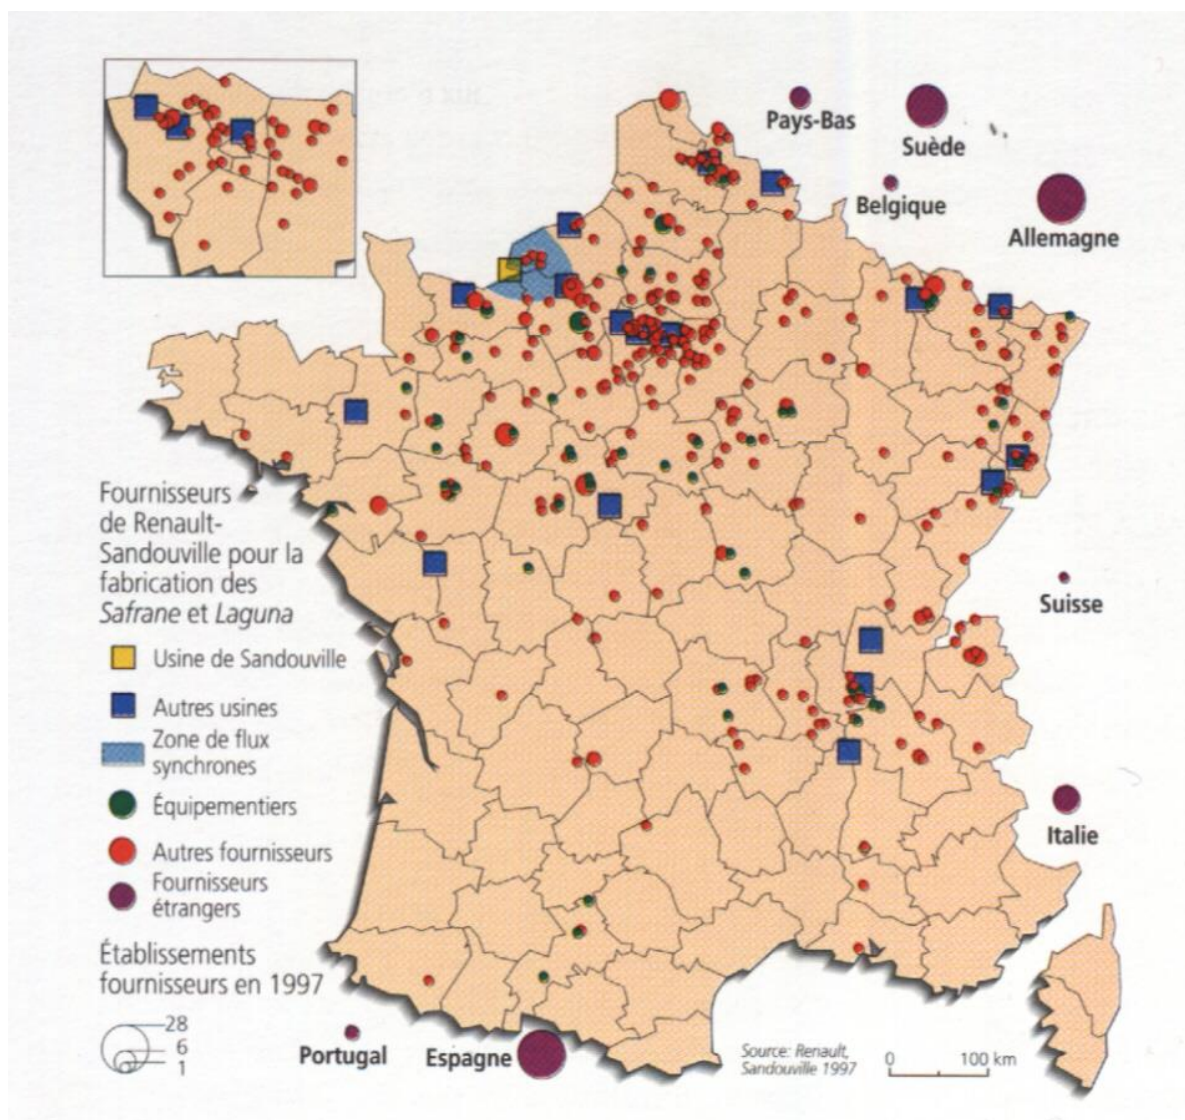 Pays-Bas
Suède
Belgique
Allemagne
Fournisseurs
de Renault-
Sandouville pour la
fabrication des
Safrane et Laguna
Usine de Sandouville
Autres usines
Zone de flux
synchrones
Équipementiers
Autres fournisseurs
Fournisseurs
étrangers
Établissements
fournisseurs en 1997
28
6
1
Suisse
Italie
Portugal
Espagne
Source: Renault,
Sandouville 1997
0 100 km